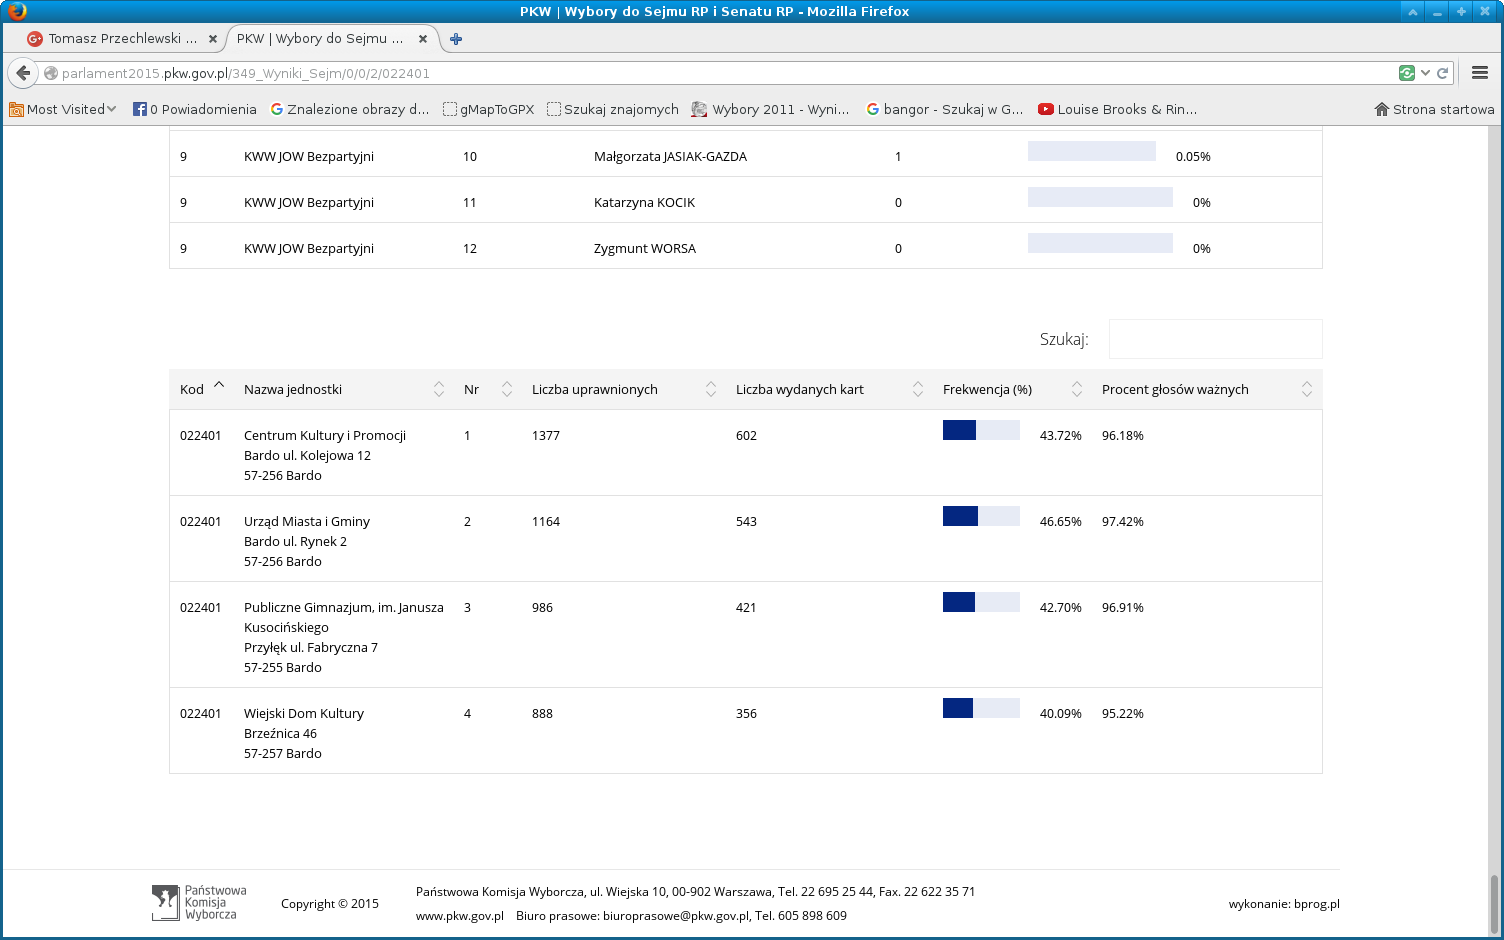 PKW | Wybory do Sejmu RP i Senatu RP - Mozilla Firefox
Tomasz Przechlewski ...
PKW | Wybory do Sejmu ...
parlament2015.pkw.gov.pl/349_Wyniki_Sejm/0/0/2/022401
Most Visited 0 Powiadomienia Znalezione obrazy d... gMapToGPX Szukaj znajomych Wybory 2011 - Wyni... bangor - Szukaj w G... Louise Brooks & Rin... Strona startowa
9 KWW JOW Bezpartyjni 10 Małgorzata JASIAK-GAZDA 1 0.05%
9 KWW JOW Bezpartyjni 11 Katarzyna KOCIK 0 0%
9 KWW JOW Bezpartyjni 12 Zygmunt WORSA 0 0%
Szukaj:
Kod Nazwa jednostki Nr Liczba uprawnionych Liczba wydanych kart Frekwencja (%) Procent głosów ważnych
022401 Centrum Kultury i Promocji 1 1377 602 43.72% 96.18%
Bardo ul. Kolejowa 12
57-256 Bardo
022401 Urząd Miasta i Gminy 2 1164 543 46.65% 97.42%
Bardo ul. Rynek 2
57-256 Bardo
022401 Publiczne Gimnazjum, im. Janusza 3 986 421 42.70% 96.91%
Kusocińskiego
Przyłęk ul. Fabryczna 7
57-255 Bardo
022401 Wiejski Dom Kultury 4 888 356 40.09% 95.22%
Brzeźnica 46
57-257 Bardo
Państwowa
Komisja
Wyborcza
Copyright © 2015
Państwowa Komisja Wyborcza, ul. Wiejska 10, 00-902 Warszawa, Tel. 22 695 25 44, Fax. 22 622 35 71
www.pkw.gov.pl Biuro prasowe: biuroprasowe@pkw.gov.pl, Tel. 605 898 609
wykonanie: bprog.pl